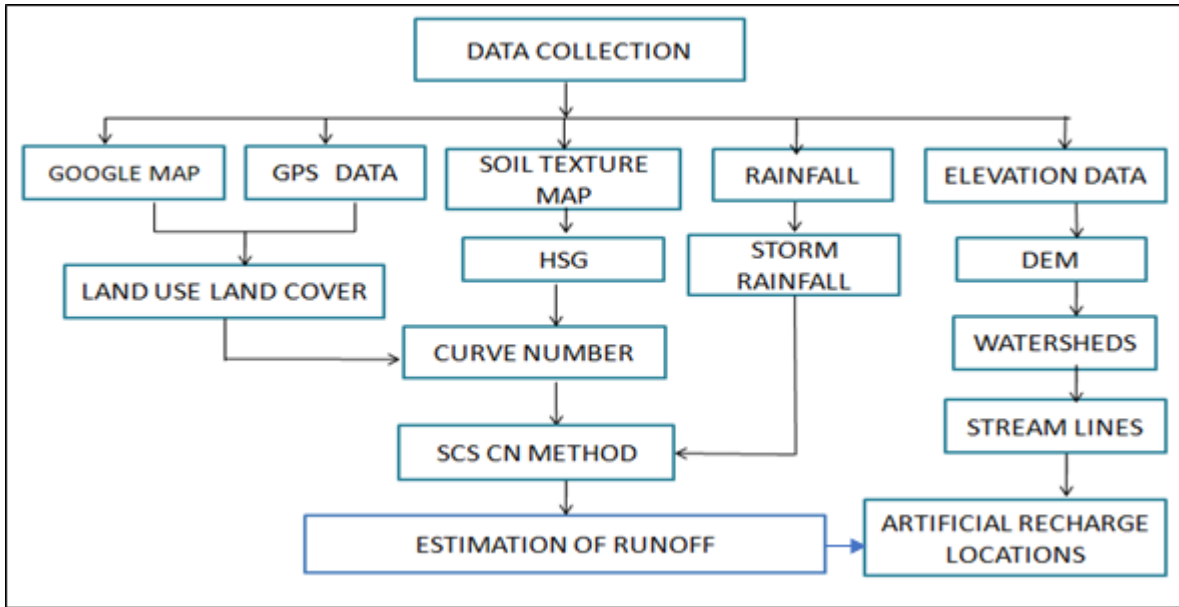 DATA COLLECTION
GOOGLE MAP
GPS DATA
SOIL TEXTURE
MAP
RAINFALL
ELEVATION DATA
HSG
STORM
RAINFALL
DEM
LAND USE LAND COVER
CURVE NUMBER
WATERSHEDS
SCS CN METHOD
STREAM LINES
ESTIMATION OF RUNOFF
ARTIFICIAL RECHARGE
LOCATIONS